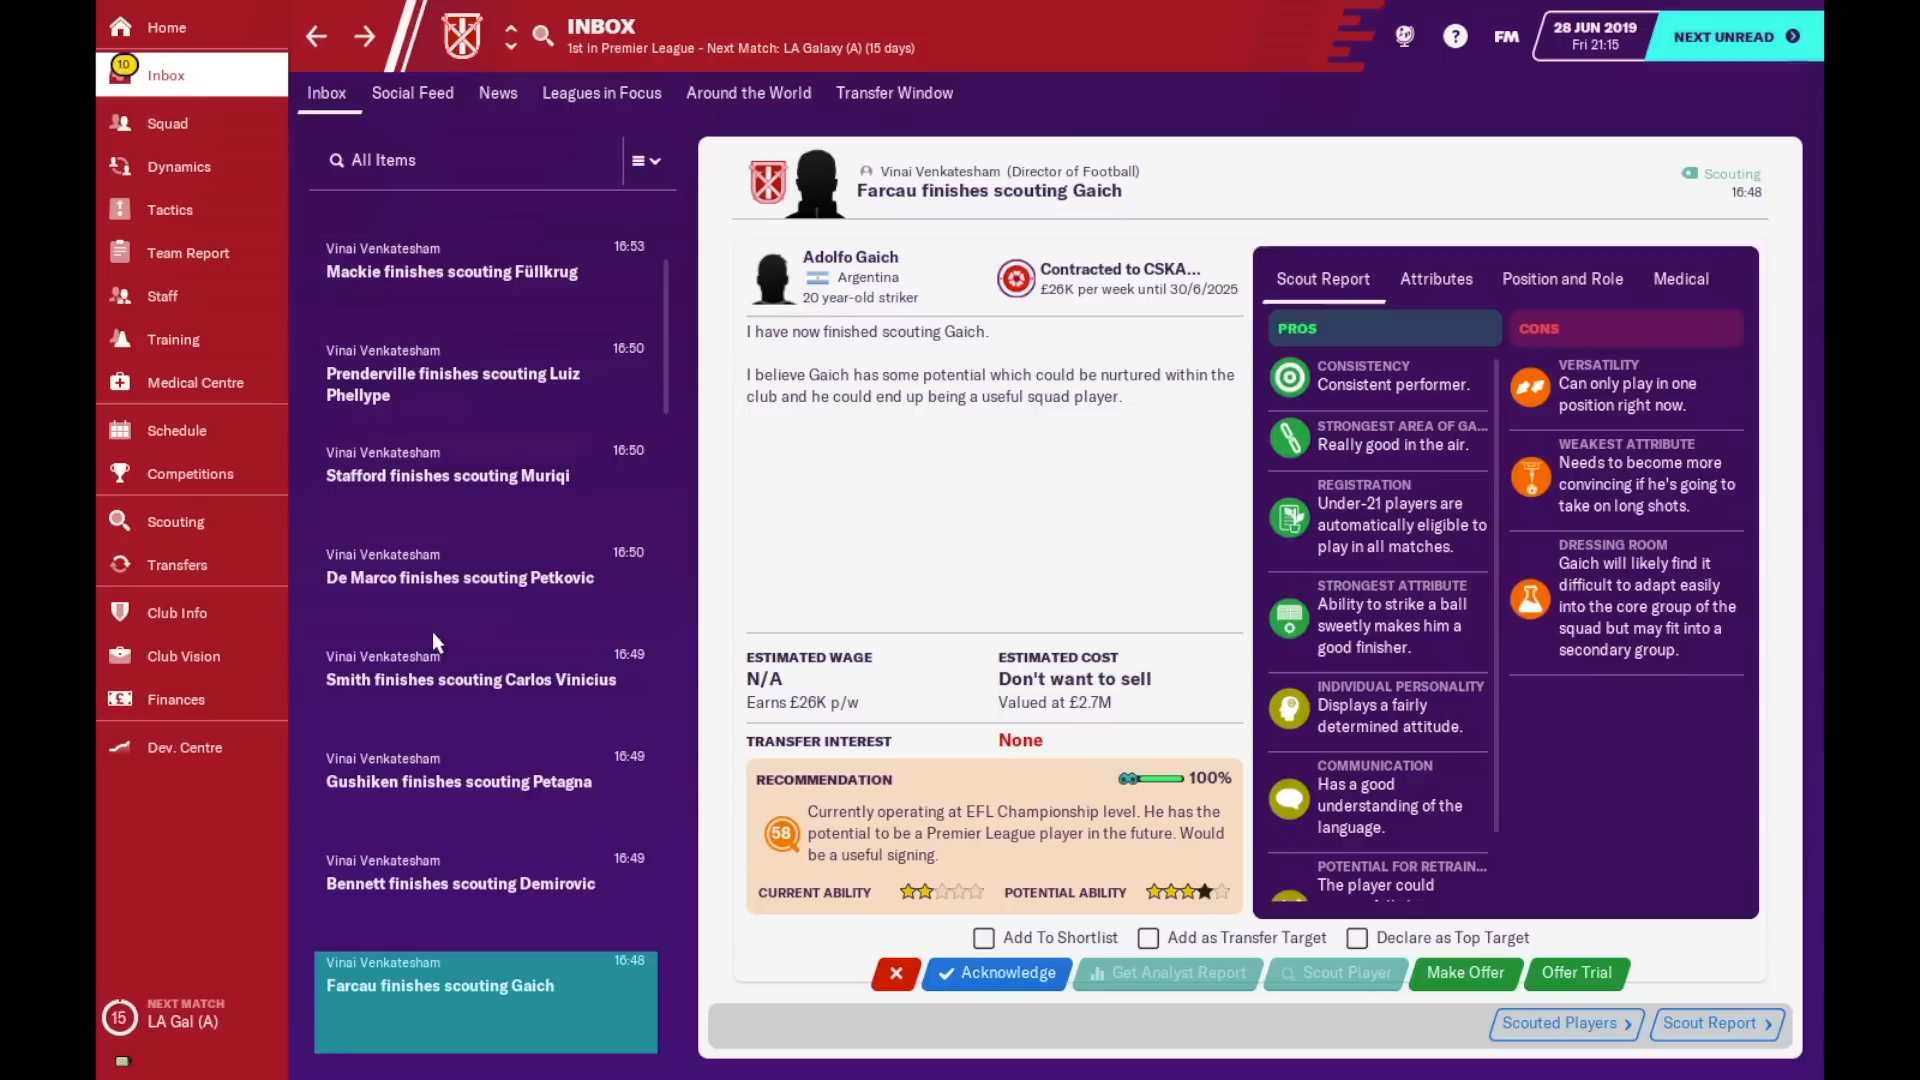 Home
10
Inbox
Squad
Dynamics
Tactics
Team Report
Staff
Training
Medical Centre
Schedule
Competitions
Scouting
Transfers
Club Info
Club Vision
Finances
Dev. Centre
15
NEXT MATCH
LA Gal (A)
INBOX
1st in Premier League - Next Match: LA Galaxy (A) (15 days)
?
FM
28 JUN 2019
Fri 21:15
NEXT UNREAD
Inbox
Social Feed
News
Leagues in Focus
Around the World
Transfer Window
All Items
Vinai Venkatesham
16:53
Mackie finishes scouting Füllkrug
Vinai Venkatesham
16:50
Prenderville finishes scouting Luiz
Phellype
Vinai Venkatesham
16:50
Stafford finishes scouting Muriqi
Vinai Venkatesham
16:50
De Marco finishes scouting Petkovic
Vinai Venkatesham
16:49
Smith finishes scouting Carlos Vinicius
Vinai Venkatesham
16:49
Gushiken finishes scouting Petagna
Vinai Venkatesham
16:49
Bennett finishes scouting Demirovic
Vinai Venkatesham
16:48
Farcau finishes scouting Gaich
Vinai Venkatesham (Director of Football)
Farcau finishes scouting Gaich
Scouting
16:48
Adolfo Gaich
Argentina
20 year-old striker
Contracted to CSKA...
£26K per week until 30/6/2025
I have now finished scouting Gaich.
I believe Gaich has some potential which could be nurtured within the
club and he could end up being a useful squad player.
ESTIMATED WAGE
N/A
Earns £26K p/w
ESTIMATED COST
Don't want to sell
Valued at £2.7M
TRANSFER INTEREST
None
RECOMMENDATION
100%
58
Currently operating at EFL Championship level. He has the
potential to be a Premier League player in the future. Would
be a useful signing.
CURRENT ABILITY
POTENTIAL ABILITY
Scout Report
Attributes
Position and Role
Medical
PROS
CONSISTENCY
Consistent performer.
STRONGEST AREA OF GA...
Really good in the air.
REGISTRATION
Under-21 players are
automatically eligible to
play in all matches.
STRONGEST ATTRIBUTE
Ability to strike a ball
sweetly makes him a
good finisher.
INDIVIDUAL PERSONALITY
Displays a fairly
determined attitude.
COMMUNICATION
Has a good
understanding of the
language.
POTENTIAL FOR RETRAIN...
The player could
CONS
VERSATILITY
Can only play in one
position right now.
WEAKEST ATTRIBUTE
Needs to become more
convincing if he's going to
take on long shots.
DRESSING ROOM
Gaich will likely find it
difficult to adapt easily
into the core group of the
squad but may fit into a
secondary group.
Add To Shortlist
Add as Transfer Target
Declare as Top Target
Acknowledge
Get Analyst Report
Scout Player
Make Offer
Offer Trial
Scouted Players
Scout Report